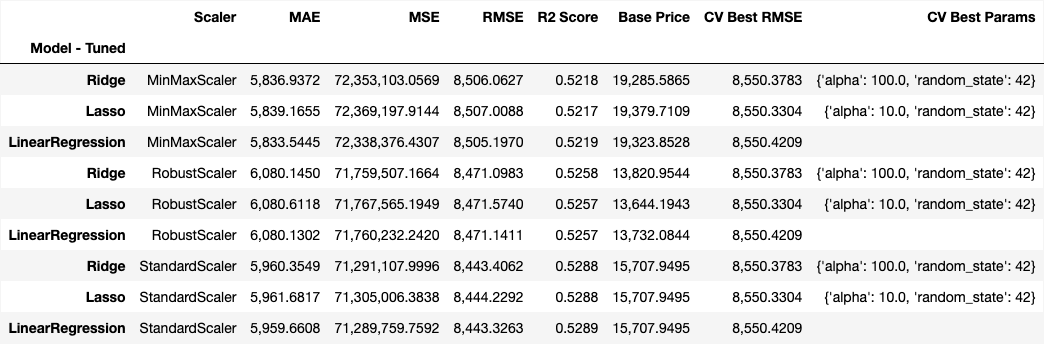 Scaler MAE MSE RMSE R2 Score Base Price CV Best RMSE CV Best Params
Model - Tuned
Ridge MinMaxScaler 5,836.9372 72,353,103.0569 8,506.0627 0.5218 19,285.5865 8,550.3783 {'alpha': 100.0, 'random_state': 42}
Lasso MinMaxScaler 5,839.1655 72,369,197.9144 8,507.0088 0.5217 19,379.7109 8,550.3304 {'alpha': 10.0, 'random_state': 42}
LinearRegression MinMaxScaler 5,833.5445 72,338,376.4307 8,505.1970 0.5219 19,323.8528 8,550.4209
Ridge RobustScaler 6,080.1450 71,759,507.1664 8,471.0983 0.5258 13,820.9544 8,550.3783 {'alpha': 100.0, 'random_state': 42}
Lasso RobustScaler 6,080.6118 71,767,565.1949 8,471.5740 0.5257 13,644.1943 8,550.3304 {'alpha': 10.0, 'random_state': 42}
LinearRegression RobustScaler 6,080.1302 71,760,232.2420 8,471.1411 0.5257 13,732.0844 8,550.4209
Ridge StandardScaler 5,960.3549 71,291,107.9996 8,443.4062 0.5288 15,707.9495 8,550.3783 {'alpha': 100.0, 'random_state': 42}
Lasso StandardScaler 5,961.6817 71,305,006.3838 8,444.2292 0.5288 15,707.9495 8,550.3304 {'alpha': 10.0, 'random_state': 42}
LinearRegression StandardScaler 5,959.6608 71,289,759.7592 8,443.3263 0.5289 15,707.9495 8,550.4209